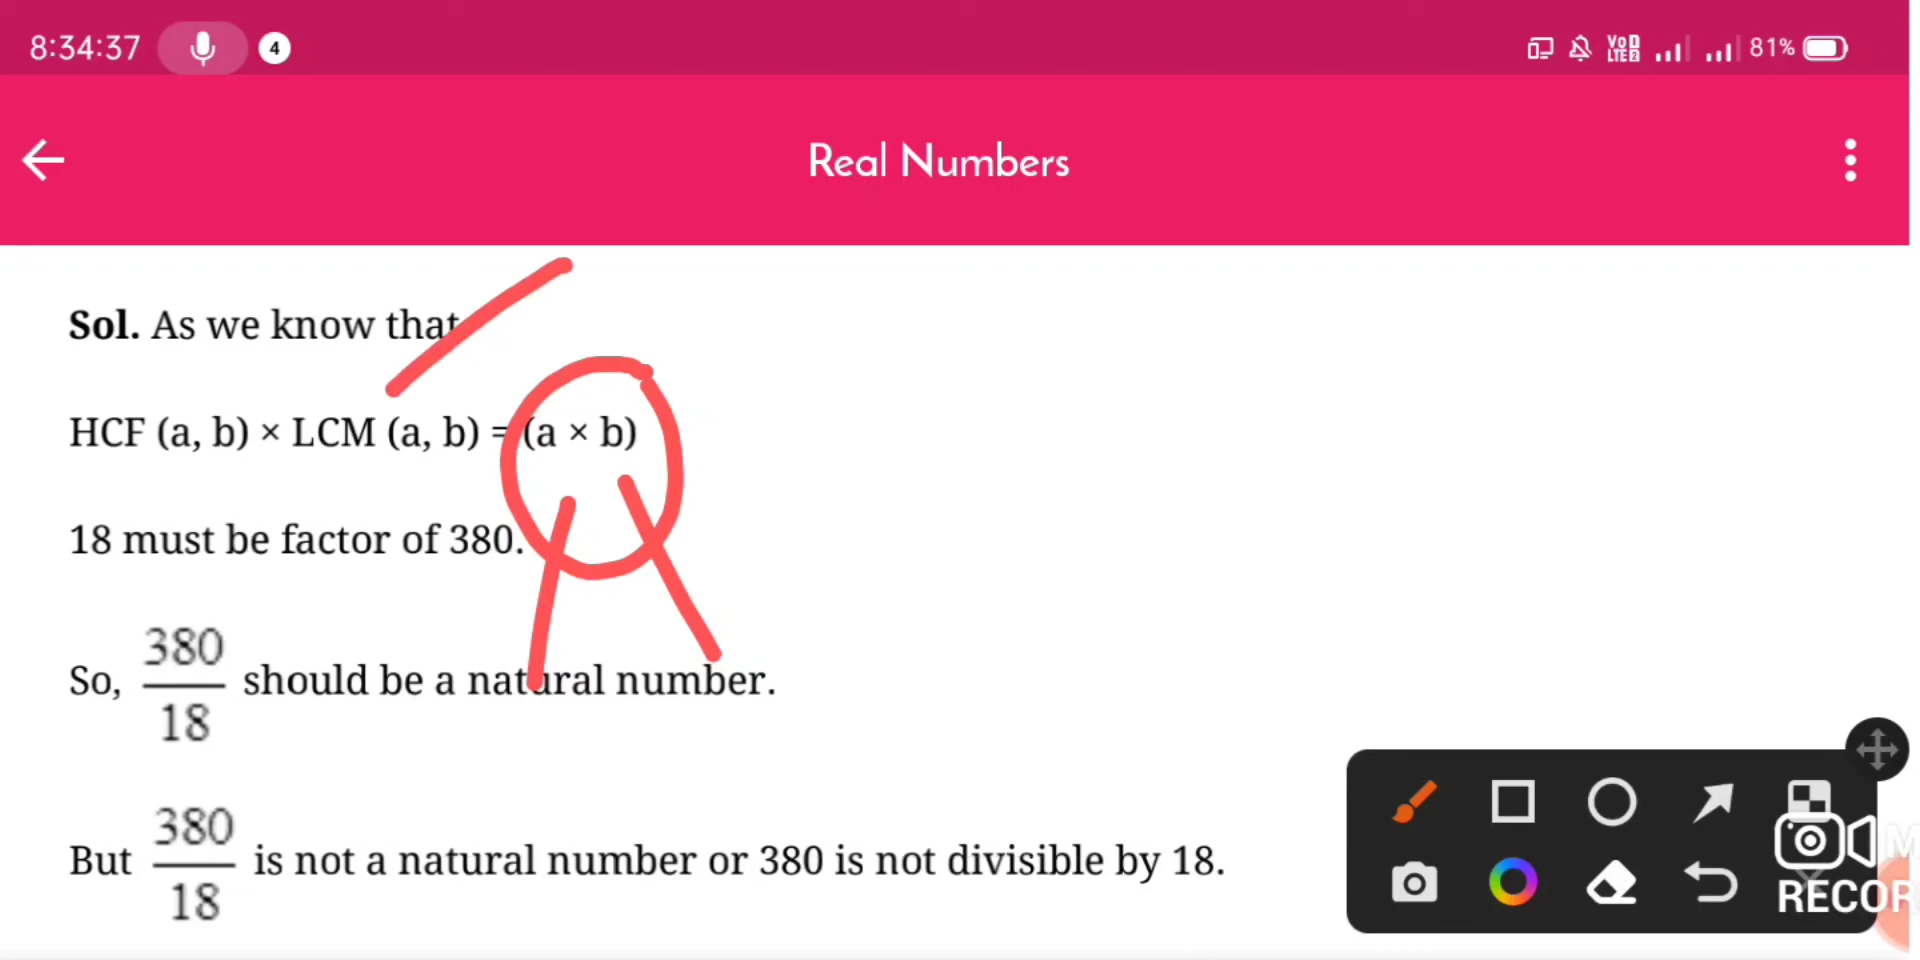 8:34:37 4 VoD LTE2 81%
Real Numbers
Sol. As we know that
HCF (a, b) × LCM (a, b) = (a × b)
18 must be factor of 380.
So, 380/18 should be a natural number.
But 380/18 is not a natural number or 380 is not divisible by 18.
RECOR